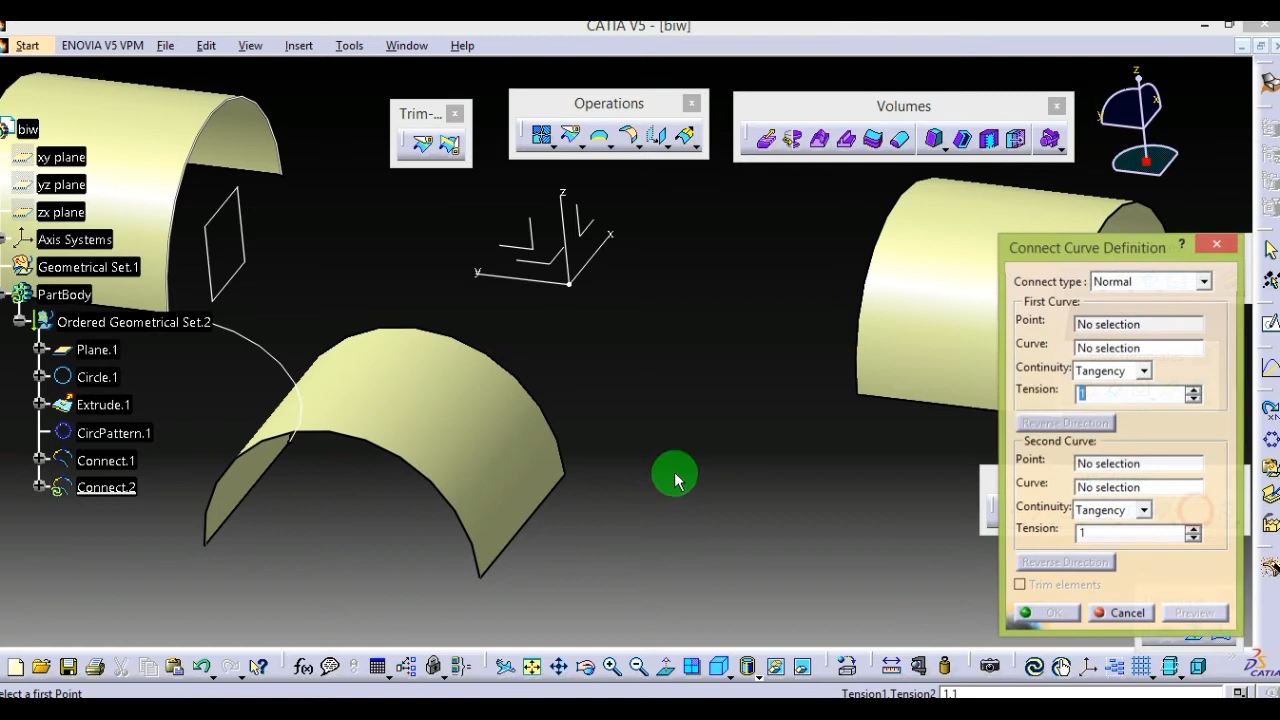 CATIA V5 - [biw]
Start ENOVIA V5 VPM File Edit View Insert Tools Window Help
Trim-... Operations Volumes
biw
xy plane
yz plane
zx plane
Axis Systems
Geometrical Set.1
PartBody
Ordered Geometrical Set.2
Plane.1
Circle.1
Extrude.1
CircPattern.1
Connect.1
Connect.2
z
x
y
z
y
x
Connect Curve Definition ?
Connect type : Normal
First Curve:
Point: No selection
Curve: No selection
Continuity: Tangency
Tension: 1
Reverse Direction
Second Curve:
Point: No selection
Curve: No selection
Continuity: Tangency
Tension: 1
Reverse Direction
Trim elements
OK Cancel Preview
f(x)
elect a first Point Tension1,Tension2 1,1
CATIA